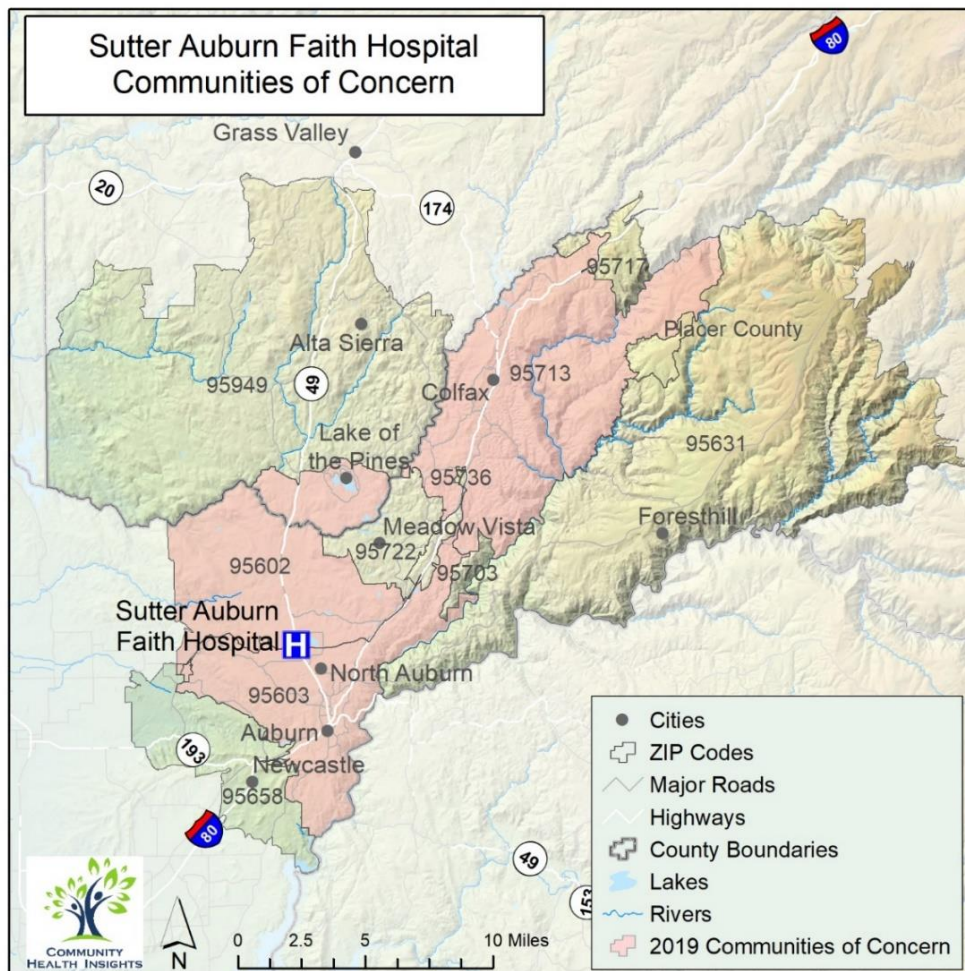 Sutter Auburn Faith Hospital
Communities of Concern
80
Grass Valley
20
174
95717
Placer County
Alta Sierra
95949
49
Colfax
95713
Lake of
the Pines
95736
95631
Meadow Vista
95722
Foresthill
95602
95703
Sutter Auburn
Faith Hospital
H
North Auburn
95603
Auburn
193
Newcastle
95658
80
49
153
Cities
ZIP Codes
Major Roads
Highways
County Boundaries
Lakes
Rivers
2019 Communities of Concern
COMMUNITY
HEALTH INSIGHTS
N
0 2.5 5 10 Miles